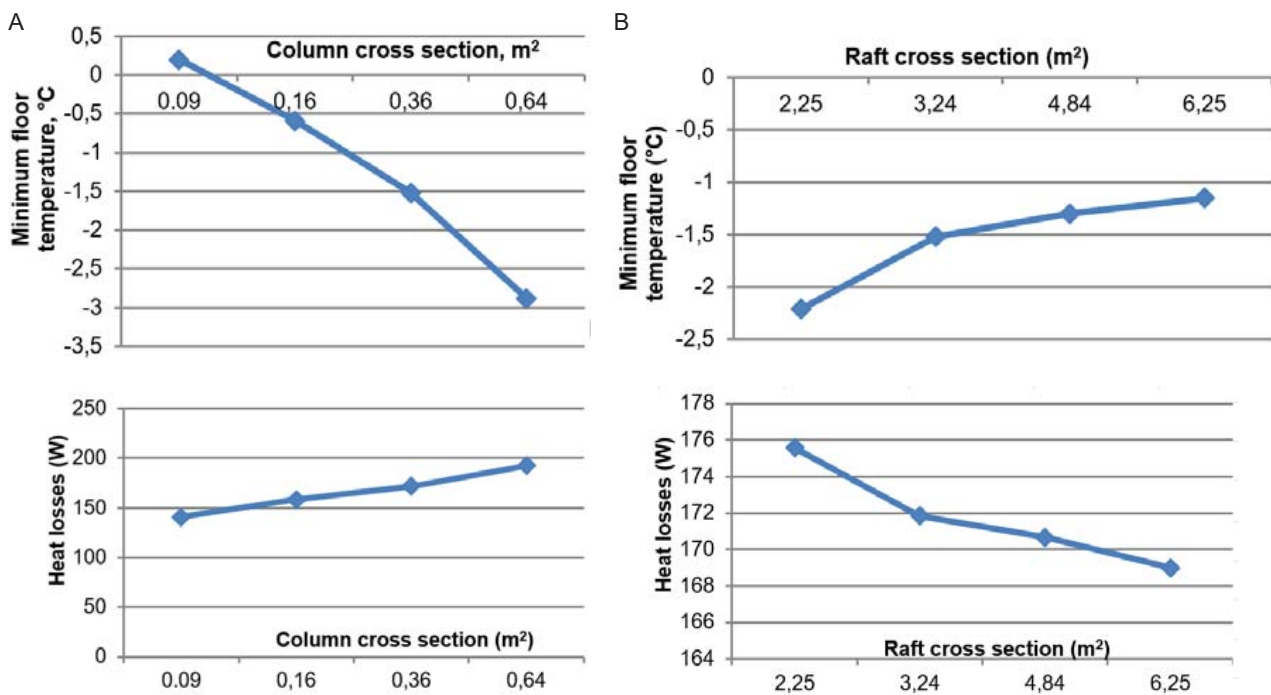 A
Minimum floor
temperature, °C
Column cross section, m²
0,5
0
-0,5
-1
-1,5
-2
-2,5
-3
-3,5
0.09 0,16 0,36 0,64
Heat losses (W)
250
200
150
100
50
0
Column cross section (m²)
0.09 0,16 0,36 0,64
B
Minimum floor
temperature (°C)
Raft cross section (m²)
0
-0,5
-1
-1,5
-2
-2,5
2,25 3,24 4,84 6,25
Heat losses (W)
178
176
174
172
170
168
166
164
Raft cross section (m²)
2,25 3,24 4,84 6,25